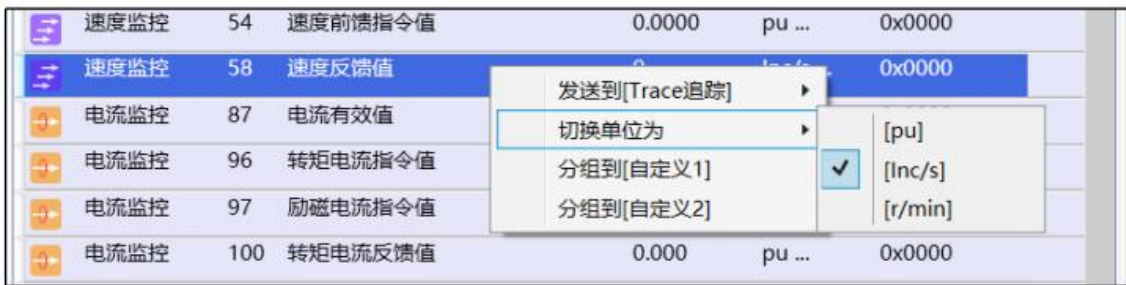 速度监控 54 速度前馈指令值 0.0000 pu ... 0x0000
速度监控 58 速度反馈值 0x0000
发送到[Trace追踪]
电流监控 87 电流有效值
切换单位为
[pu]
电流监控 96 转矩电流指令值
分组到[自定义1]
[Inc/s]
电流监控 97 励磁电流指令值
分组到[自定义2]
[r/min]
电流监控 100 转矩电流反馈值 0.000 pu ... 0x0000